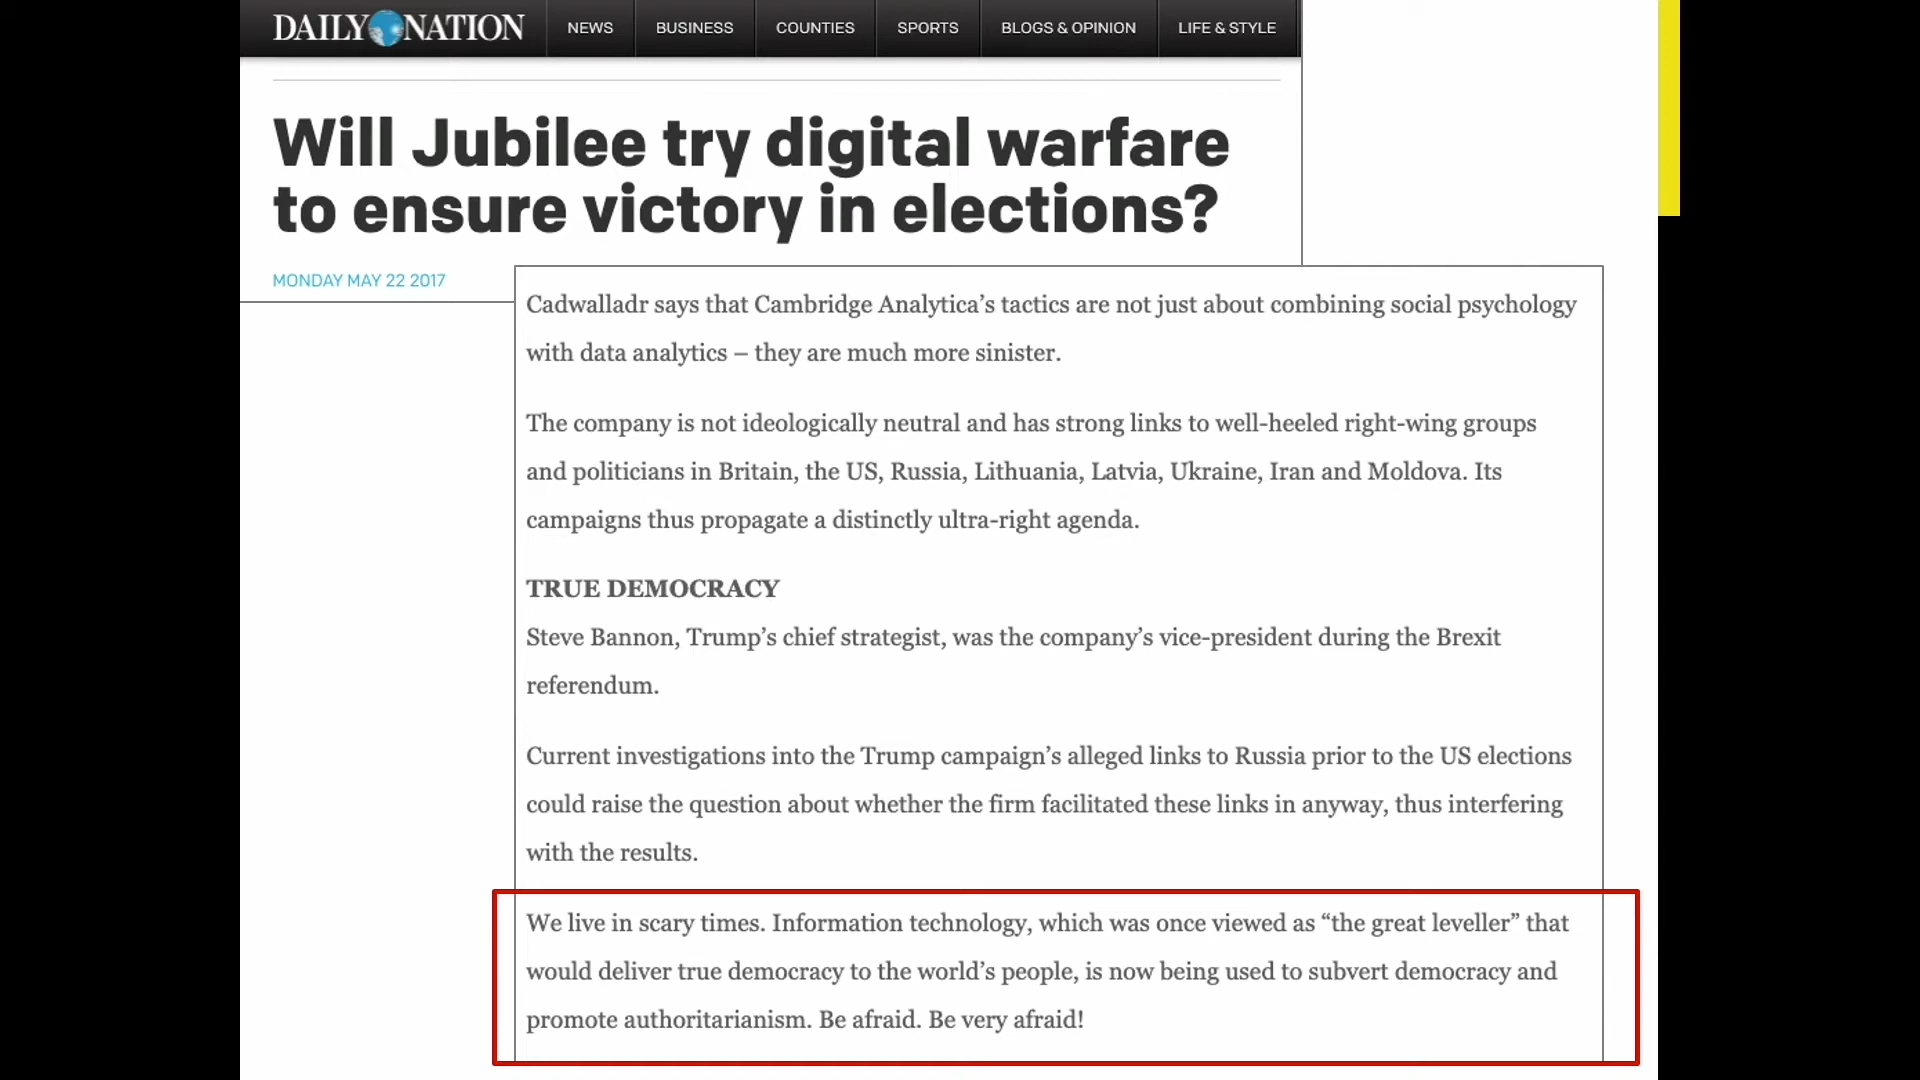 DAILY NATION
NEWS
BUSINESS
COUNTIES
SPORTS
BLOGS & OPINION
LIFE & STYLE
Will Jubilee try digital warfare
to ensure victory in elections?
MONDAY MAY 22 2017
Cadwalladr says that Cambridge Analytica’s tactics are not just about combining social psychology
with data analytics – they are much more sinister.
The company is not ideologically neutral and has strong links to well-heeled right-wing groups
and politicians in Britain, the US, Russia, Lithuania, Latvia, Ukraine, Iran and Moldova. Its
campaigns thus propagate a distinctly ultra-right agenda.
TRUE DEMOCRACY
Steve Bannon, Trump’s chief strategist, was the company’s vice-president during the Brexit
referendum.
Current investigations into the Trump campaign’s alleged links to Russia prior to the US elections
could raise the question about whether the firm facilitated these links in anyway, thus interfering
with the results.
We live in scary times. Information technology, which was once viewed as “the great leveller” that
would deliver true democracy to the world’s people, is now being used to subvert democracy and
promote authoritarianism. Be afraid. Be very afraid!